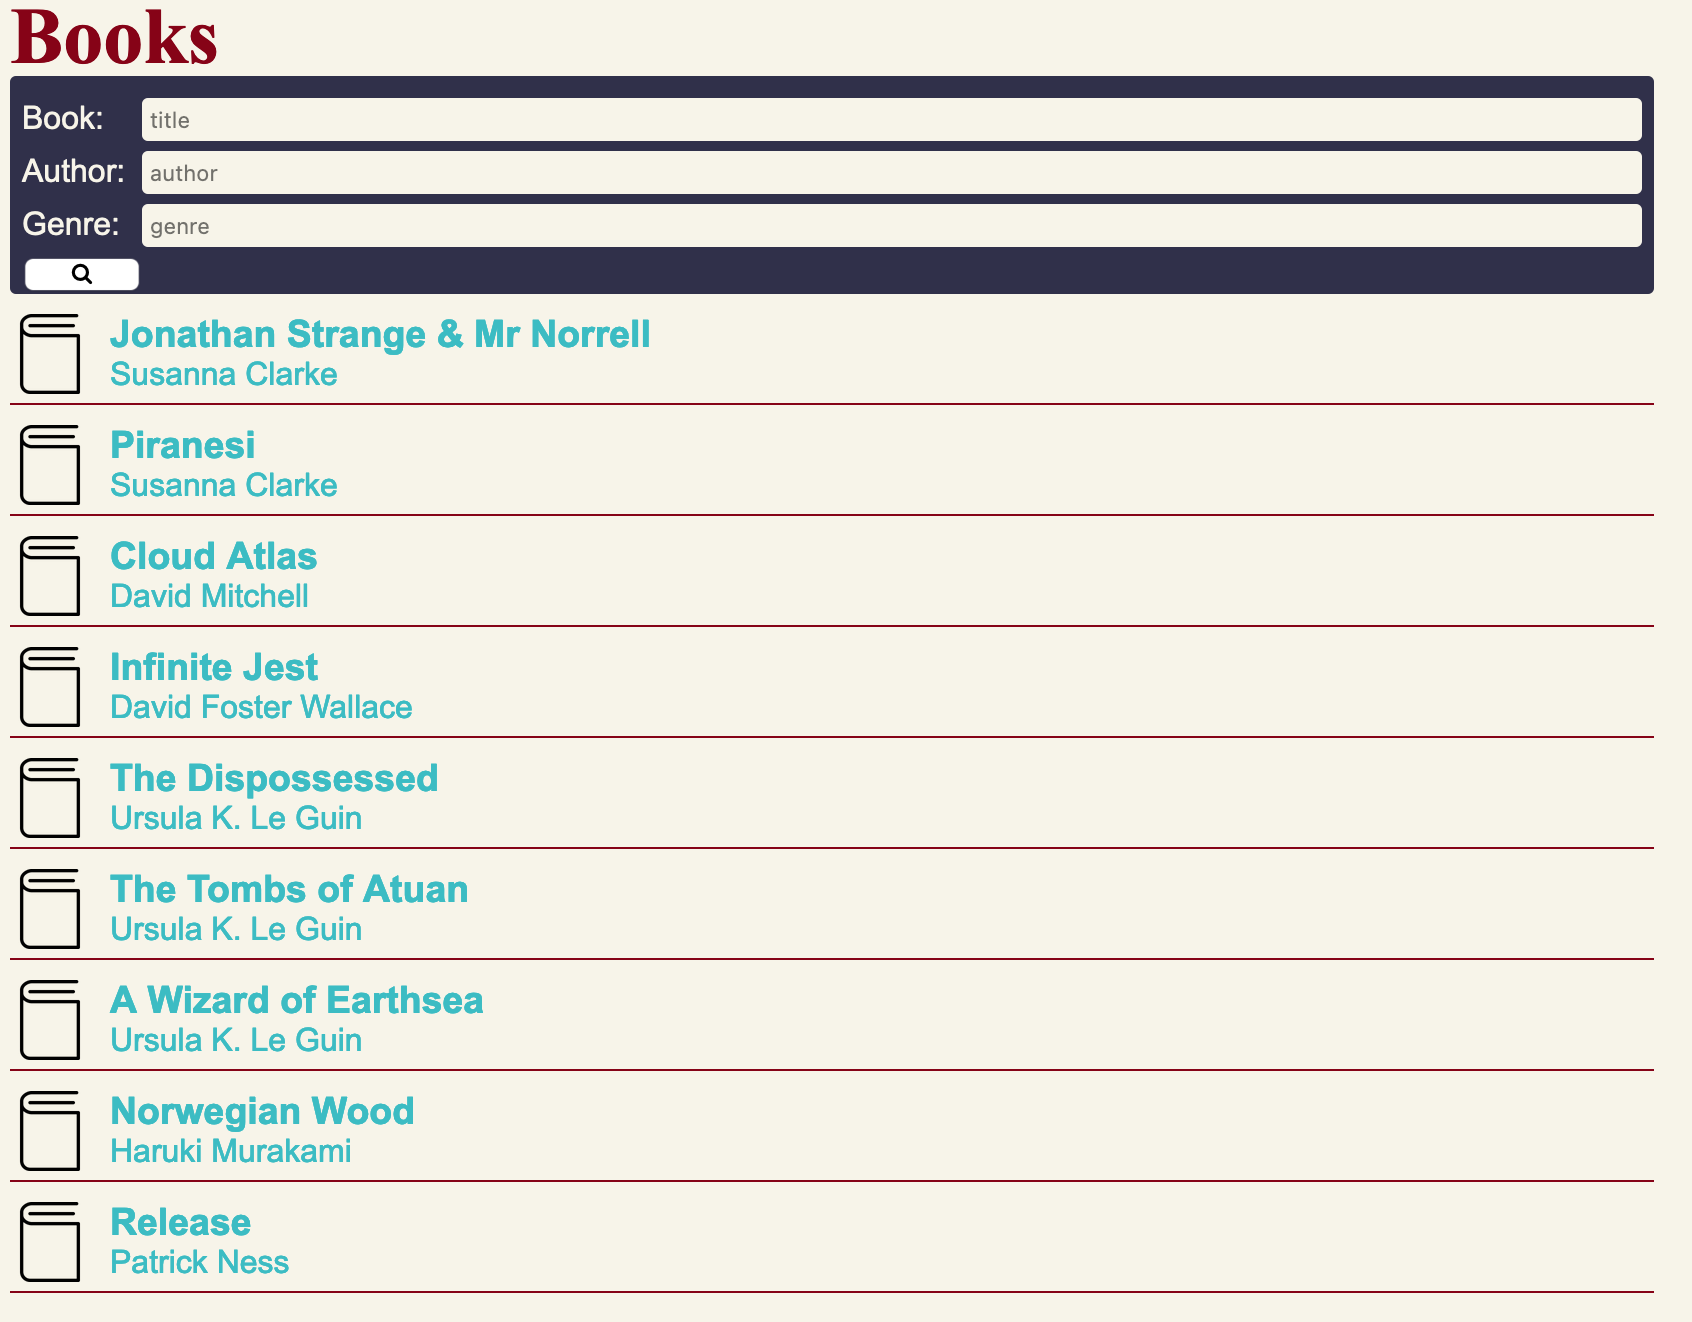 Books
Book: title
Author: author
Genre: genre
Jonathan Strange & Mr Norrell
Susanna Clarke
Piranesi
Susanna Clarke
Cloud Atlas
David Mitchell
Infinite Jest
David Foster Wallace
The Dispossessed
Ursula K. Le Guin
The Tombs of Atuan
Ursula K. Le Guin
A Wizard of Earthsea
Ursula K. Le Guin
Norwegian Wood
Haruki Murakami
Release
Patrick Ness